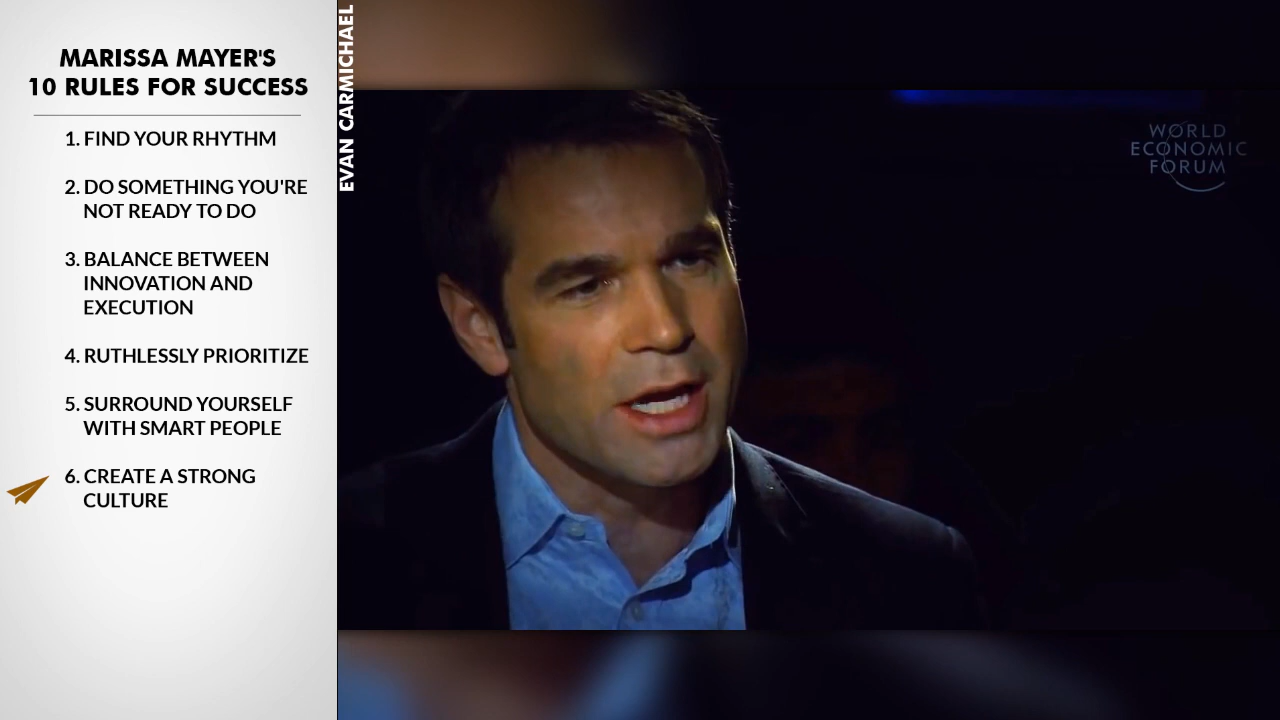 MARISSA MAYER'S
10 RULES FOR SUCCESS
1. FIND YOUR RHYTHM
2. DO SOMETHING YOU'RE
NOT READY TO DO
3. BALANCE BETWEEN
INNOVATION AND
EXECUTION
4. RUTHLESSLY PRIORITIZE
5. SURROUND YOURSELF
WITH SMART PEOPLE
6. CREATE A STRONG
CULTURE
EVAN CARMICHAEL
WORLD
ECONOMIC
FORUM